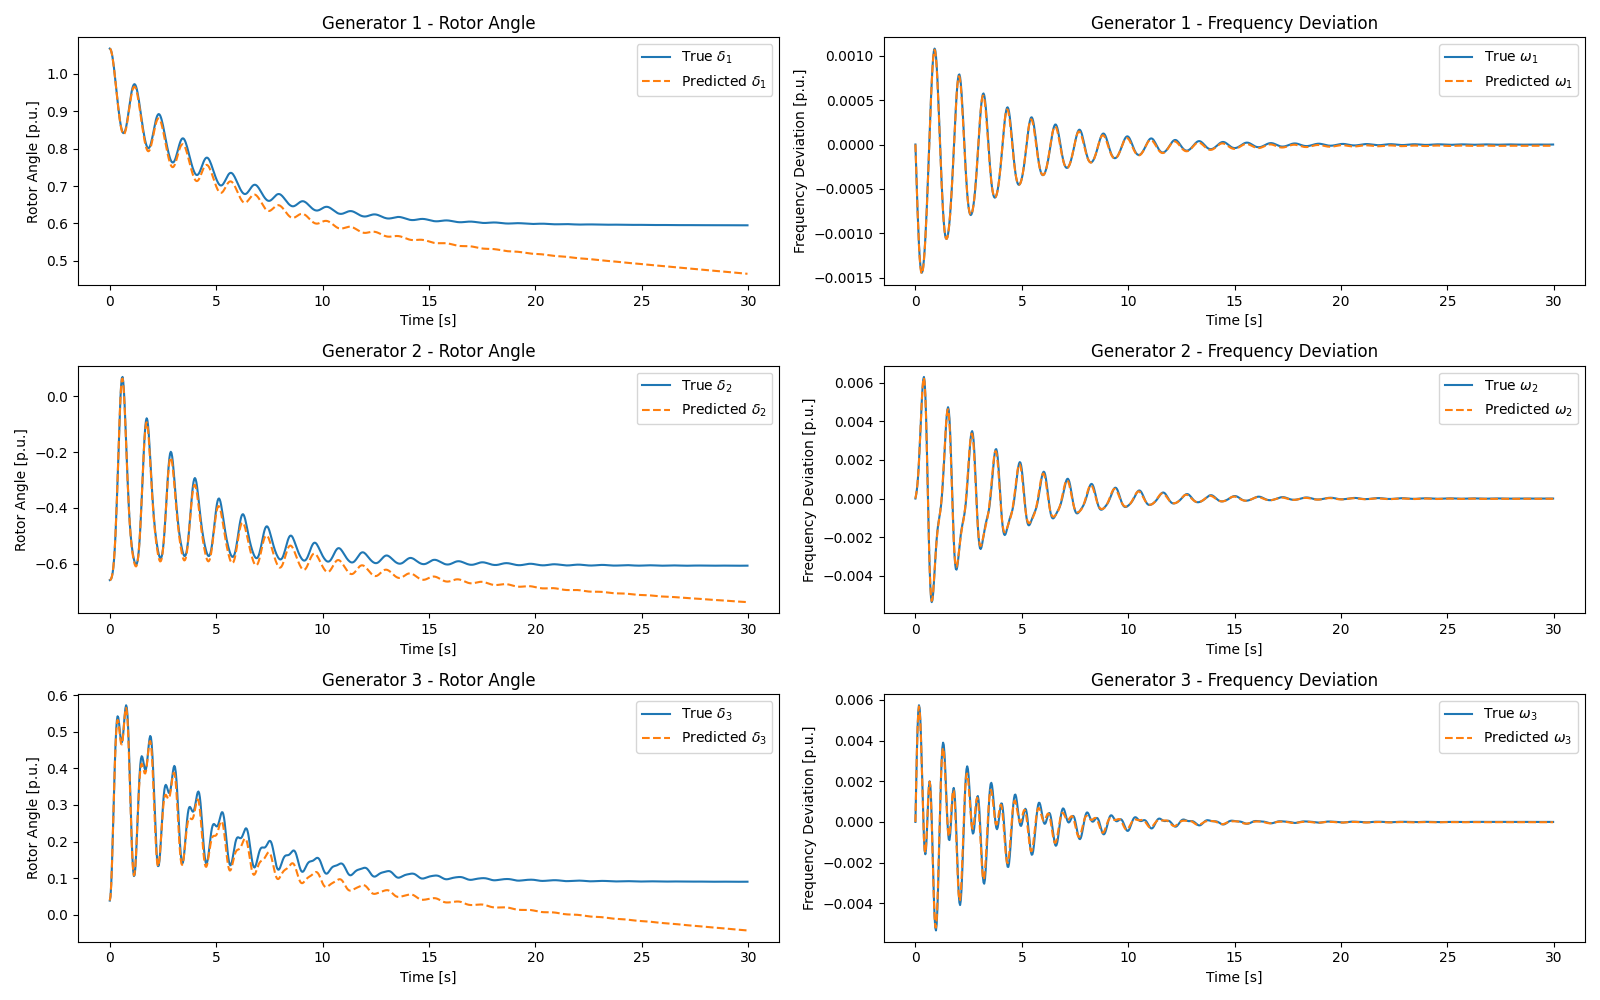 Generator 1 - Rotor Angle
Rotor Angle [p.u.]
1.0
0.9
0.8
0.7
0.6
0.5
True δ1
Predicted δ1
0 5 10 15 20 25 30
Time [s]
Generator 1 - Frequency Deviation
Frequency Deviation [p.u.]
0.0010
0.0005
0.0000
−0.0005
−0.0010
−0.0015
True ω1
Predicted ω1
0 5 10 15 20 25 30
Time [s]
Generator 2 - Rotor Angle
Rotor Angle [p.u.]
0.0
−0.2
−0.4
−0.6
True δ2
Predicted δ2
0 5 10 15 20 25 30
Time [s]
Generator 2 - Frequency Deviation
Frequency Deviation [p.u.]
0.006
0.004
0.002
0.000
−0.002
−0.004
True ω2
Predicted ω2
0 5 10 15 20 25 30
Time [s]
Generator 3 - Rotor Angle
Rotor Angle [p.u.]
0.6
0.5
0.4
0.3
0.2
0.1
0.0
True δ3
Predicted δ3
0 5 10 15 20 25 30
Time [s]
Generator 3 - Frequency Deviation
Frequency Deviation [p.u.]
0.006
0.004
0.002
0.000
−0.002
−0.004
True ω3
Predicted ω3
0 5 10 15 20 25 30
Time [s]